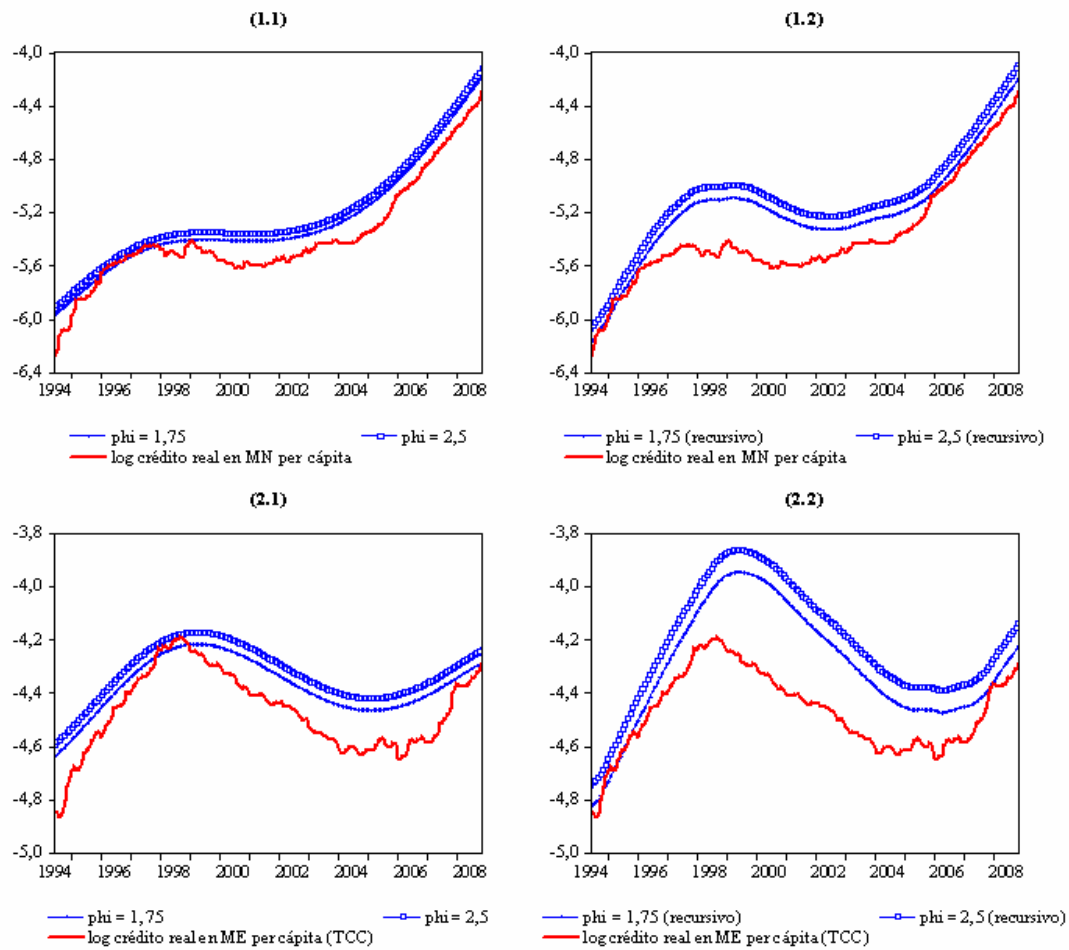 (1.1)
-4,0
-4,4
-4,8
-5,2
-5,6
-6,0
-6,4
1994 1996 1998 2000 2002 2004 2006 2008
phi = 1,75
phi = 2,5
log crédito real en MN per cápita
(1.2)
-4,0
-4,4
-4,8
-5,2
-5,6
-6,0
-6,4
1994 1996 1998 2000 2002 2004 2006 2008
phi = 1,75 (recursivo)
phi = 2,5 (recursivo)
log crédito real en MN per cápita
(2.1)
-3,8
-4,0
-4,2
-4,4
-4,6
-4,8
-5,0
1994 1996 1998 2000 2002 2004 2006 2008
phi = 1,75
phi = 2,5
log crédito real en ME per cápita (TCC)
(2.2)
-3,8
-4,0
-4,2
-4,4
-4,6
-4,8
-5,0
1994 1996 1998 2000 2002 2004 2006 2008
phi = 1,75 (recursivo)
phi = 2,5 (recursivo)
log crédito real en ME per cápita (TCC)